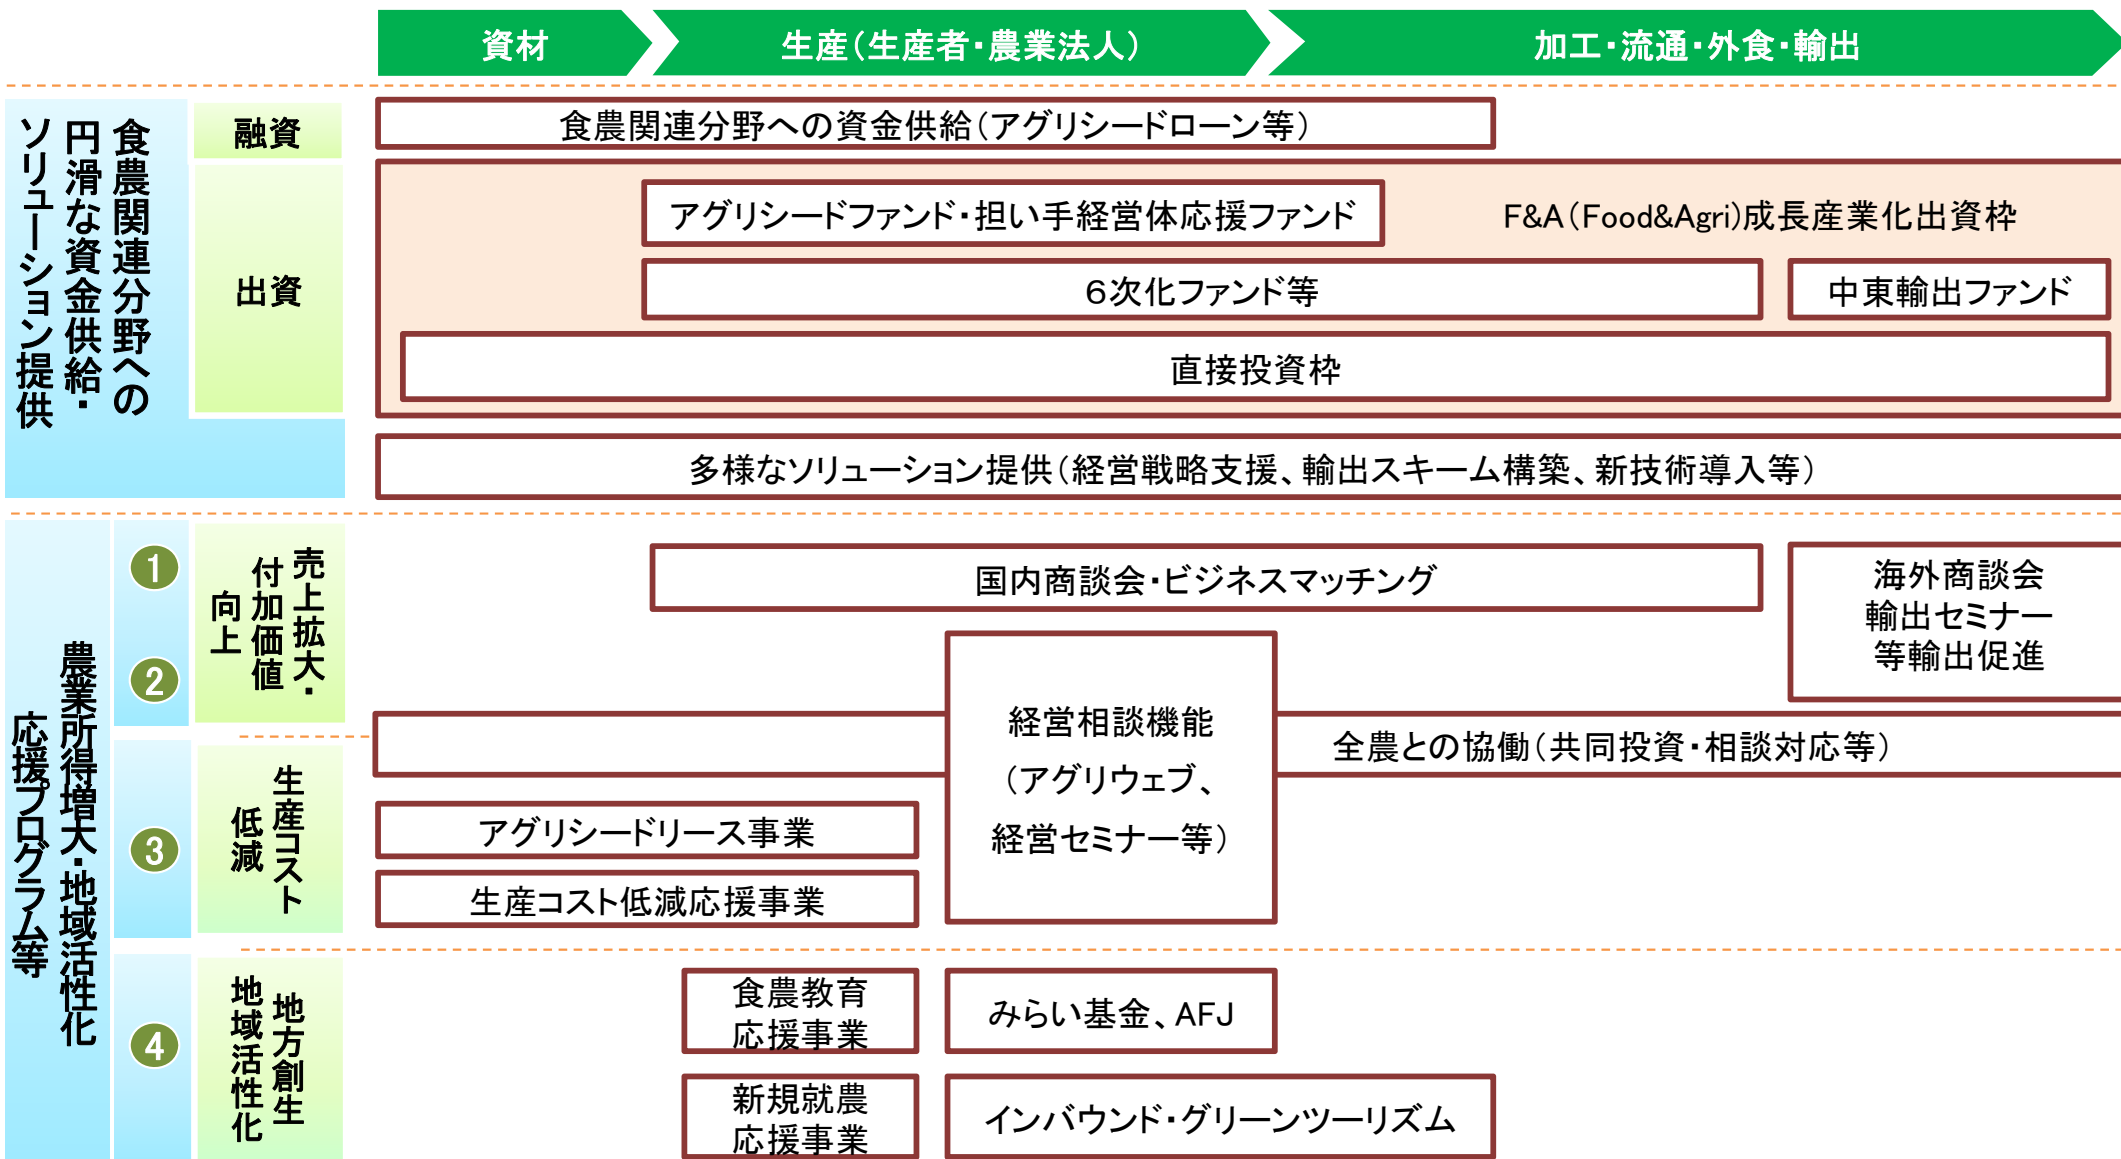 資材
生産(生産者・農業法人)
加工・流通・外食・輸出
食農関連分野への
円滑な資金供給・
ソリューション提供
融資
食農関連分野への資金供給(アグリシードローン等)
出資
アグリシードファンド・担い手経営体応援ファンド
F&A(Food&Agri)成長産業化出資枠
6次化ファンド等
中東輸出ファンド
直接投資枠
多様なソリューション提供(経営戦略支援、輸出スキーム構築、新技術導入等)
農業所得増大・地域活性化
応援プログラム等
1
2
売上拡大・
付加価値
向上
国内商談会・ビジネスマッチング
海外商談会
輸出セミナー
等輸出促進
経営相談機能
(アグリウェブ、
経営セミナー等)
全農との協働(共同投資・相談対応等)
3
生産コスト
低減
アグリシードリース事業
生産コスト低減応援事業
4
地方創生
地域活性化
食農教育
応援事業
みらい基金、AFJ
新規就農
応援事業
インバウンド・グリーンツーリズム